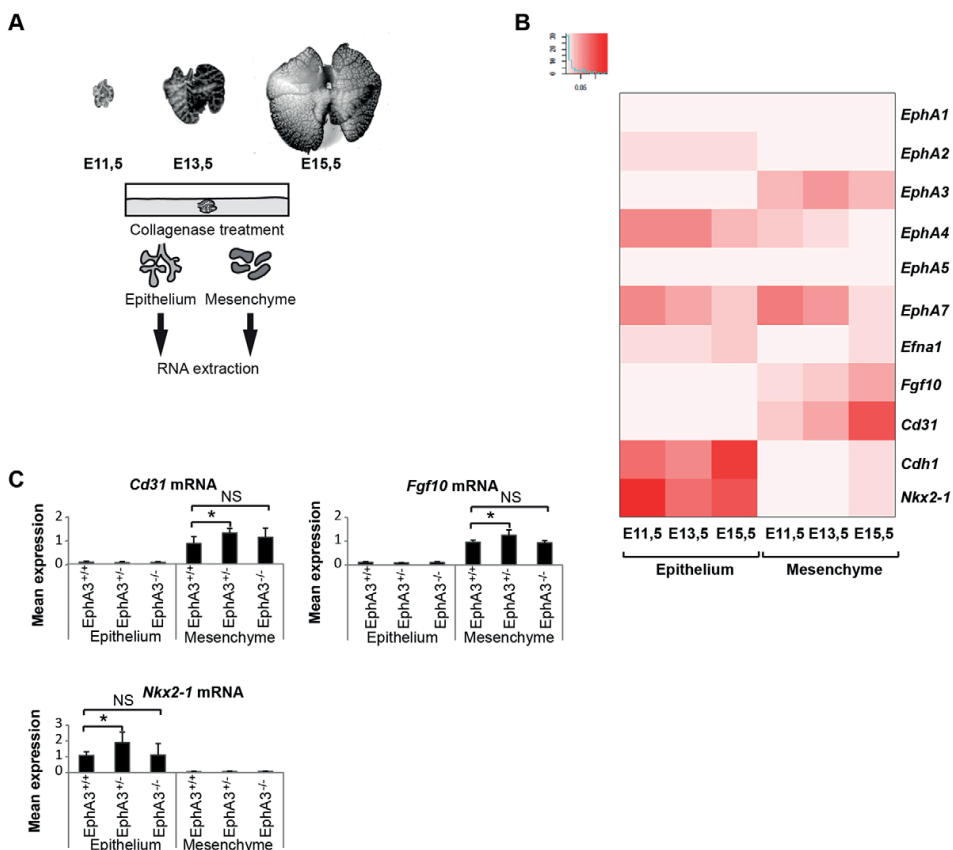 A
E11,5 E13,5 E15,5
Collagenase treatment
Epithelium Mesenchyme
RNA extraction
B
0 10 20 30
0.05
EphA1
EphA2
EphA3
EphA4
EphA5
EphA7
Efna1
Fgf10
Cd31
Cdh1
Nkx2-1
E11,5 E13,5 E15,5 E11,5 E13,5 E15,5
Epithelium Mesenchyme
C
Cd31 mRNA
NS
*
Mean expression
2
1
0
EphA3+/+ EphA3+/- EphA3-/- EphA3+/+ EphA3+/- EphA3-/-
Epithelium Mesenchyme
Fgf10 mRNA
NS
*
Mean expression
2
1
0
EphA3+/+ EphA3+/- EphA3-/- EphA3+/+ EphA3+/- EphA3-/-
Epithelium Mesenchyme
Nkx2-1 mRNA
NS
*
Mean expression
3
2
1
0
EphA3+/+ EphA3+/- EphA3-/- EphA3+/+ EphA3+/- EphA3-/-
Epithelium Mesenchyme